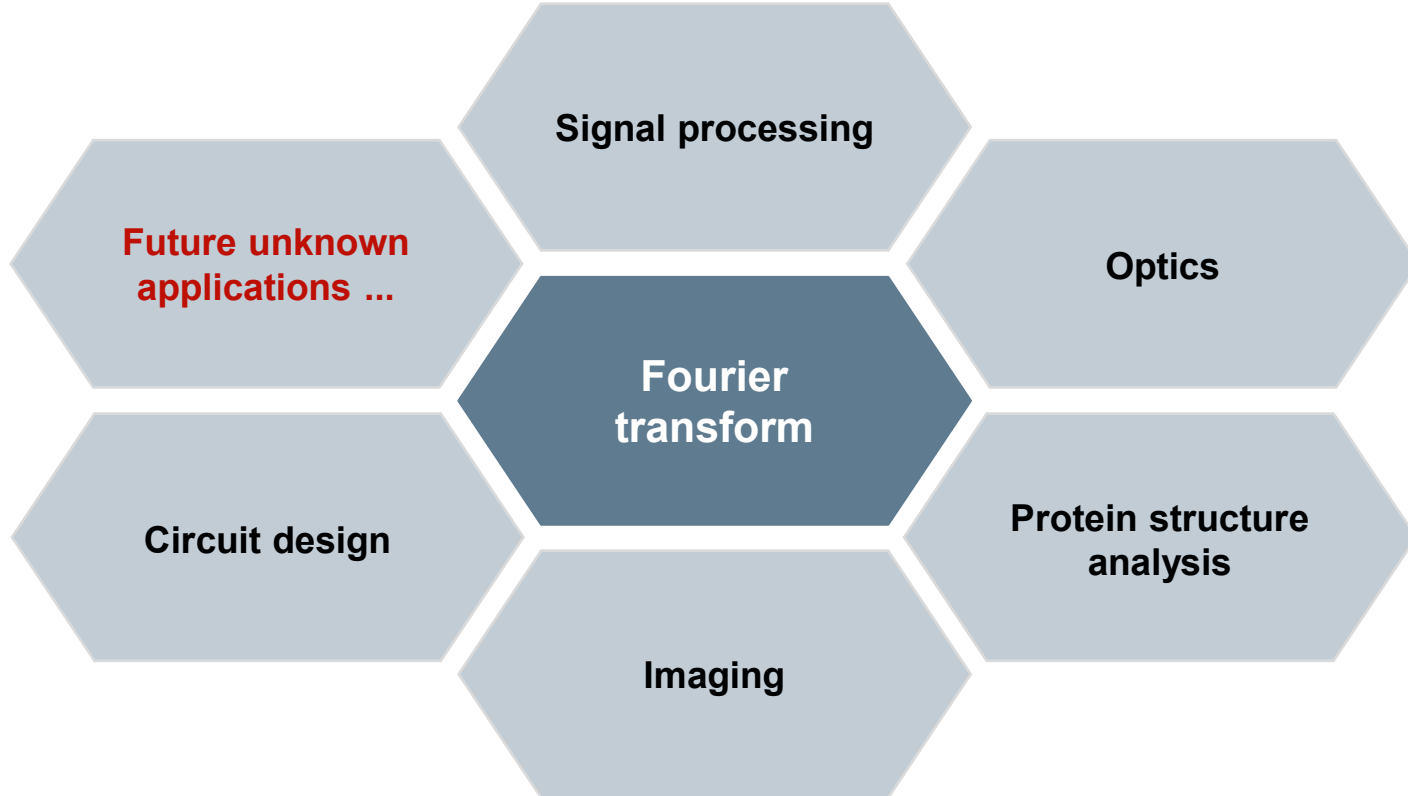 Signal processing
Future unknown
applications ...
Optics
Fourier
transform
Circuit design
Protein structure
analysis
Imaging